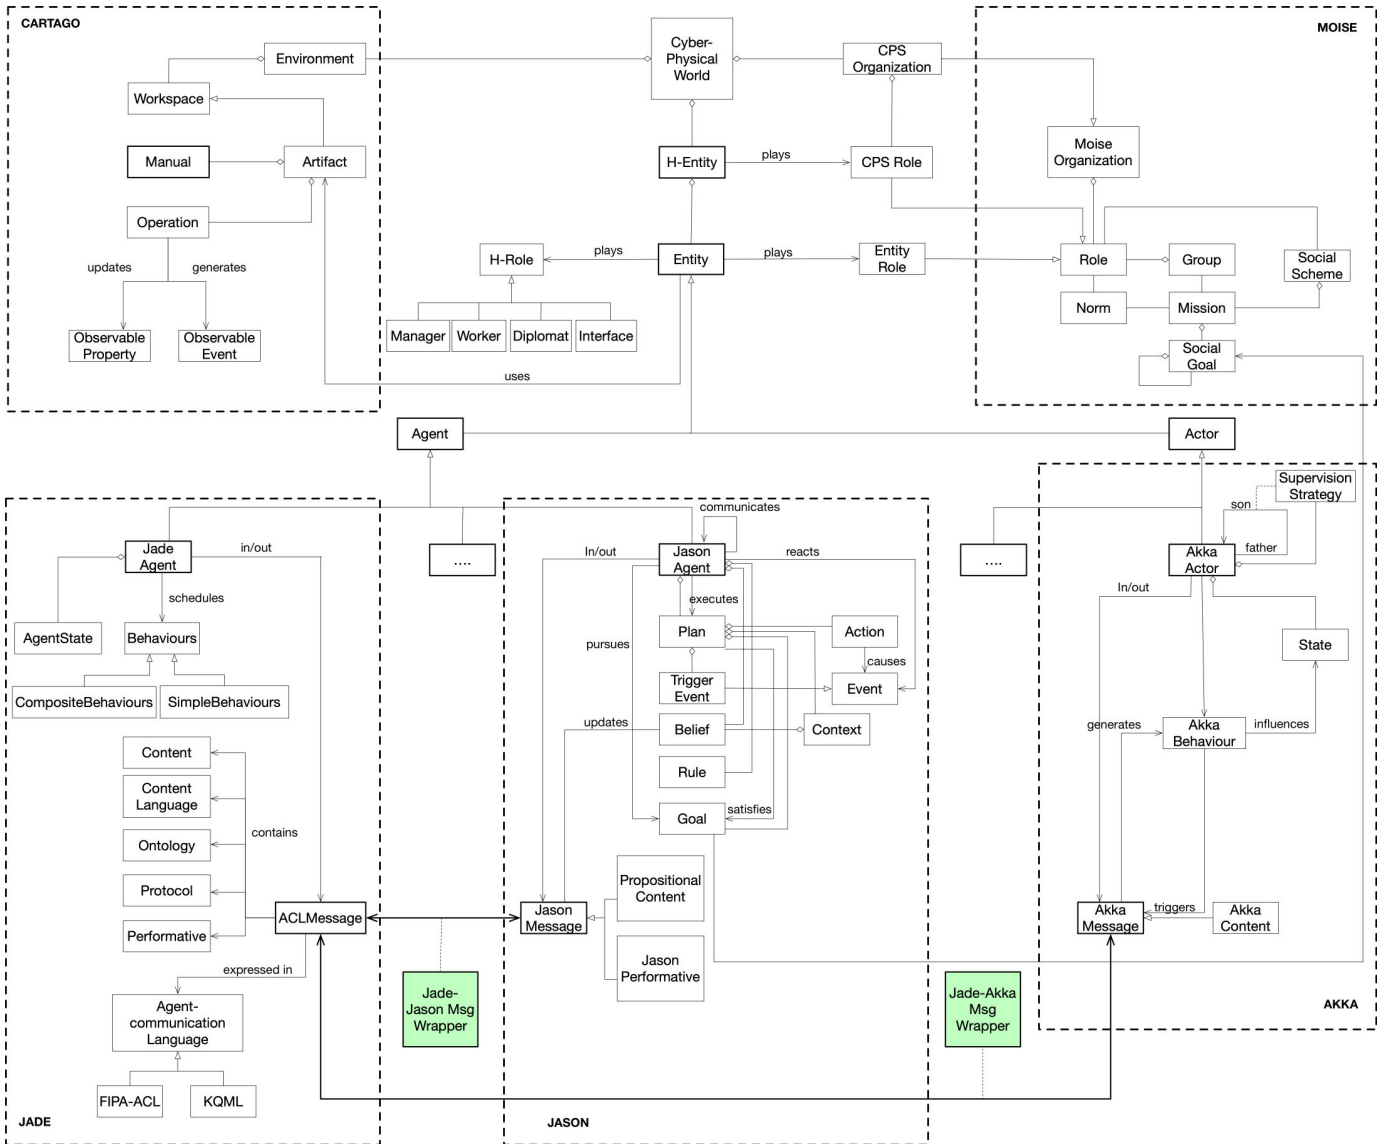 CARTAGO
MOISE
Environment
Cyber-
Physical
World
CPS
Organization
Workspace
Manual
Artifact
H-Entity
plays
CPS Role
Moise
Organization
Operation
updates
generates
H-Role
plays
Entity
plays
Entity
Role
Role
Group
Social
Scheme
Norm
Mission
Manager
Worker
Diplomat
Interface
Observable
Property
Observable
Event
Social
Goal
uses
Agent
Actor
Supervision
Strategy
son
father
communicates
Jade
Agent
in/out
....
In/out
Jason
Agent
reacts
....
Akka
Actor
In/out
schedules
executes
AgentState
Behaviours
pursues
Plan
Action
State
causes
CompositeBehaviours
SimpleBehaviours
Trigger
Event
Event
updates
Belief
Context
generates
Akka
Behaviour
influences
Content
Content
Language
contains
Rule
Ontology
Goal
satisfies
Protocol
Propositional
Content
Performative
ACLMessage
Jason
Message
Jason
Performative
Akka
Message
triggers
Akka
Content
expressed in
Agent-
communication
Language
Jade-
Jason Msg
Wrapper
Jade-Akka
Msg
Wrapper
AKKA
FIPA-ACL
KQML
JADE
JASON